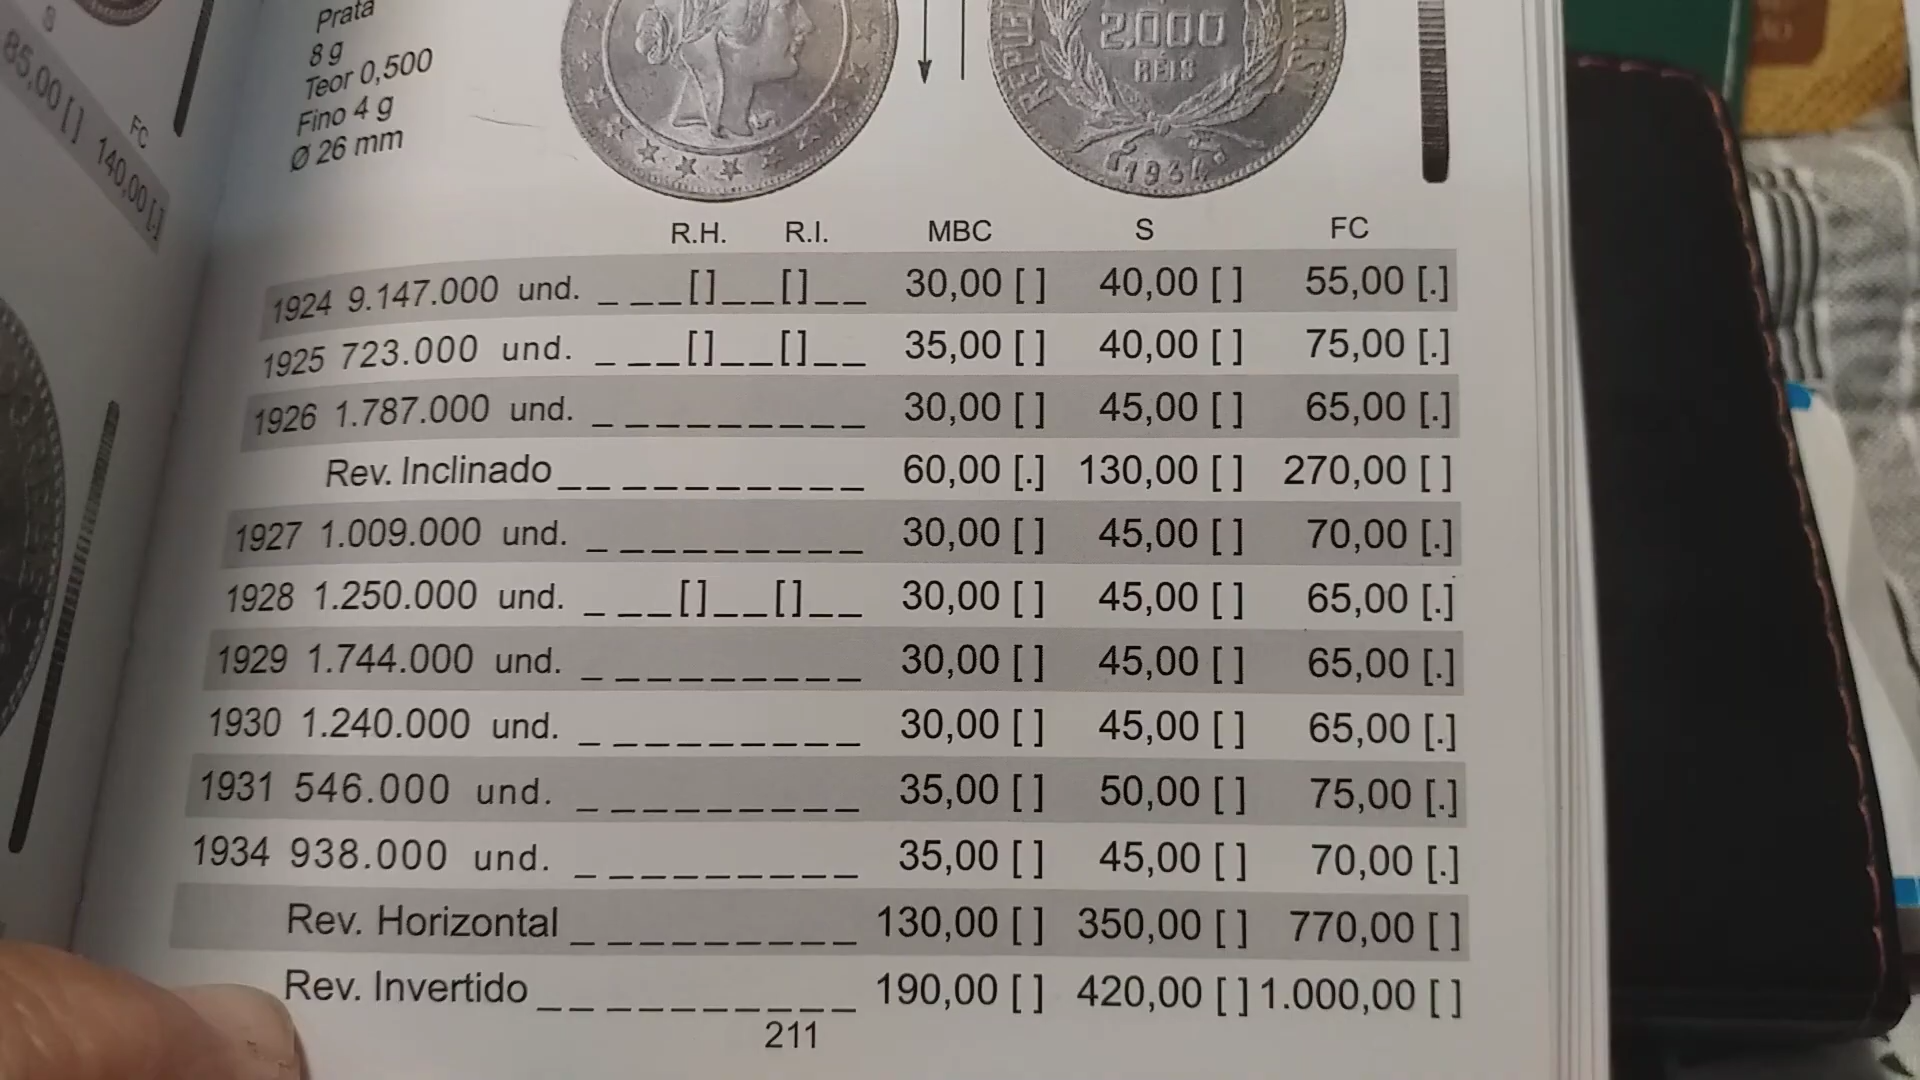 S
85,00 [ ]
FC
140,00 [.]
Prata
8 g
Teor 0,500
Fino 4 g
Ø 26 mm
2.000
RÉIS
1934
R.H. R.I. MBC S FC
1924 9.147.000 und. _ _ _ [ ] _ _ [ ] _ _ 30,00 [ ] 40,00 [ ] 55,00 [.]
1925 723.000 und. _ _ _ [ ] _ _ [ ] _ _ 35,00 [ ] 40,00 [ ] 75,00 [.]
1926 1.787.000 und. _ _ _ _ _ _ _ _ _ 30,00 [ ] 45,00 [ ] 65,00 [.]
Rev. Inclinado _ _ _ _ _ _ _ _ _ _ 60,00 [.] 130,00 [ ] 270,00 [ ]
1927 1.009.000 und. _ _ _ _ _ _ _ _ _ 30,00 [ ] 45,00 [ ] 70,00 [.]
1928 1.250.000 und. _ _ _ [ ] _ _ [ ] _ _ 30,00 [ ] 45,00 [ ] 65,00 [.]
1929 1.744.000 und. _ _ _ _ _ _ _ _ _ 30,00 [ ] 45,00 [ ] 65,00 [.]
1930 1.240.000 und. _ _ _ _ _ _ _ _ _ 30,00 [ ] 45,00 [ ] 65,00 [.]
1931 546.000 und. _ _ _ _ _ _ _ _ _ 35,00 [ ] 50,00 [ ] 75,00 [.]
1934 938.000 und. _ _ _ _ _ _ _ _ _ 35,00 [ ] 45,00 [ ] 70,00 [.]
Rev. Horizontal _ _ _ _ _ _ _ _ _ 130,00 [ ] 350,00 [ ] 770,00 [ ]
Rev. Invertido _ _ _ _ _ _ _ _ _ _ 190,00 [ ] 420,00 [ ] 1.000,00 [ ]
211